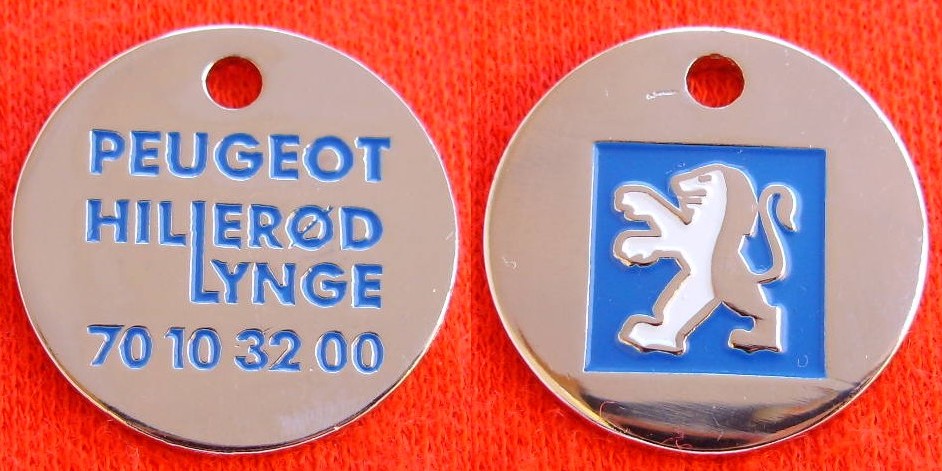 PEUGEOT
HILLERØD
LYNGE
70 10 32 00